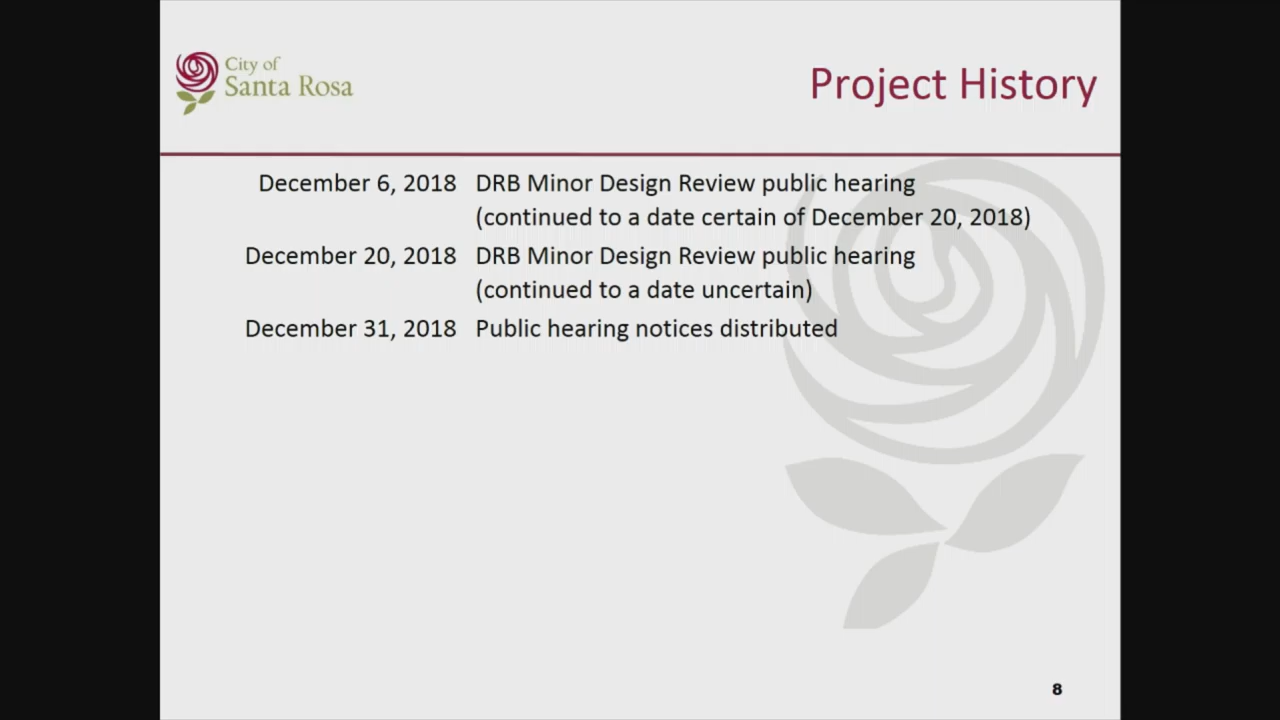 City of
Santa Rosa
Project History
December 6, 2018 DRB Minor Design Review public hearing
(continued to a date certain of December 20, 2018)
December 20, 2018 DRB Minor Design Review public hearing
(continued to a date uncertain)
December 31, 2018 Public hearing notices distributed
8